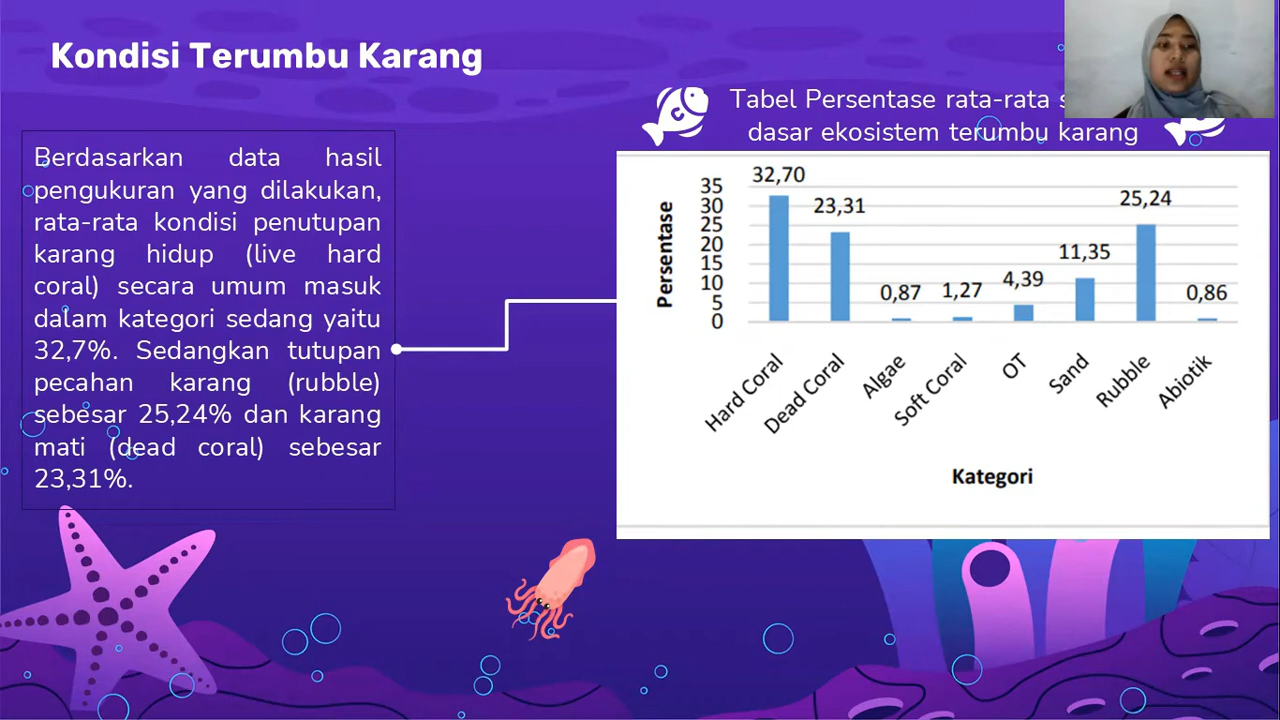 Kondisi Terumbu Karang
Berdasarkan data hasil
pengukuran yang dilakukan,
rata-rata kondisi penutupan
karang hidup (live hard
coral) secara umum masuk
dalam kategori sedang yaitu
32,7%. Sedangkan tutupan
pecahan karang (rubble)
sebesar 25,24% dan karang
mati (dead coral) sebesar
23,31%.
Tabel Persentase rata-rata
dasar ekosistem terumbu karang
Persentase
35
30
25
20
15
10
5
0
32,70
23,31
0,87
1,27
4,39
11,35
25,24
0,86
Hard Coral
Dead Coral
Algae
Soft Coral
OT
Sand
Rubble
Abiotik
Kategori